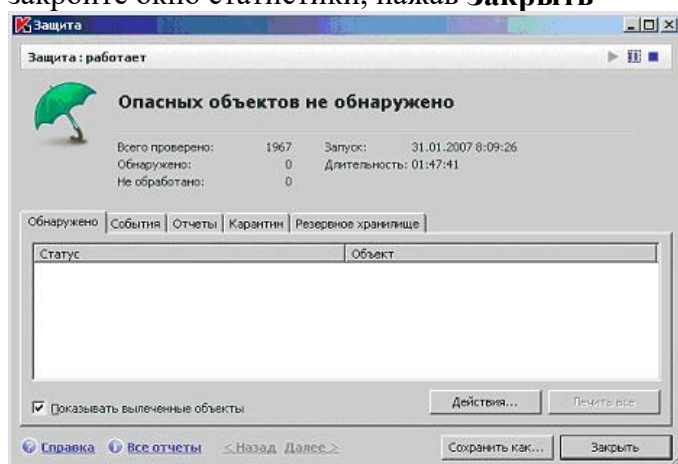 закройте окно статистики, нажав Закрыть
Защита
Защита : работает
Опасных объектов не обнаружено
Всего проверено: 1967 Запуск: 31.01.2007 8:09:26
Обнаружено: 0 Длительность: 01:47:41
Не обработано: 0
Обнаружено События Отчеты Карантин Резервное хранилище
Статус Объект
Показывать вылеченные объекты Действия... Лечить все
Справка Все отчеты < Назад Далее > Сохранить как... Закрыть